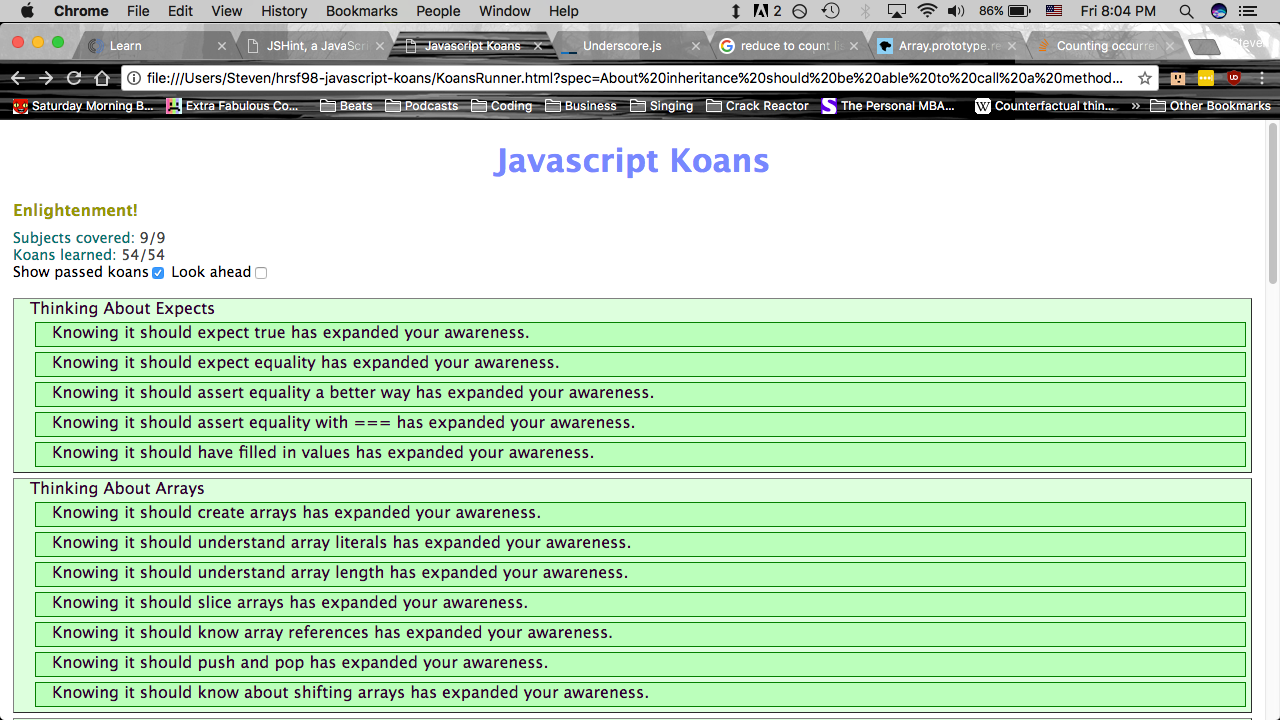 Chrome File Edit View History Bookmarks People Window Help 2 86% Fri 8:04 PM
Learn JSHint, a JavaScri Javascript Koans Underscore.js reduce to count Array.prototype.re Counting occurre Steven
file:///Users/Steven/hrsf98-javascript-koans/KoansRunner.html?spec=About%20inheritance%20should%20be%20able%20to%20call%20a%20method...
Saturday Morning B... Extra Fabulous Co... Beats Podcasts Coding Business Singing Crack Reactor The Personal MBA... Counterfactual thin... » Other Bookmarks
Javascript Koans
Enlightenment!
Subjects covered: 9/9
Koans learned: 54/54
Show passed koans Look ahead
Thinking About Expects
Knowing it should expect true has expanded your awareness.
Knowing it should expect equality has expanded your awareness.
Knowing it should assert equality a better way has expanded your awareness.
Knowing it should assert equality with === has expanded your awareness.
Knowing it should have filled in values has expanded your awareness.
Thinking About Arrays
Knowing it should create arrays has expanded your awareness.
Knowing it should understand array literals has expanded your awareness.
Knowing it should understand array length has expanded your awareness.
Knowing it should slice arrays has expanded your awareness.
Knowing it should know array references has expanded your awareness.
Knowing it should push and pop has expanded your awareness.
Knowing it should know about shifting arrays has expanded your awareness.